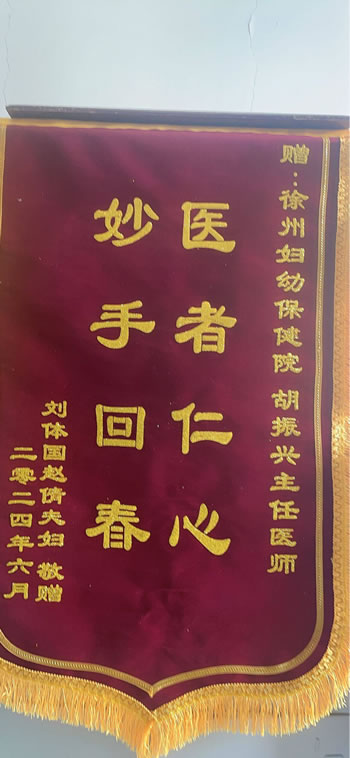 赠：徐州妇幼保健院 胡振兴主任医师
医者仁心
妙手回春
刘体国赵倩夫妇 敬赠
二零二四年六月